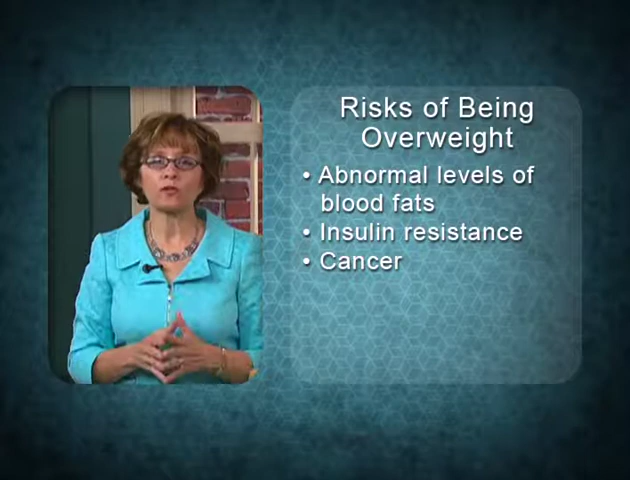 Risks of Being
Overweight
• Abnormal levels of
blood fats
• Insulin resistance
• Cancer